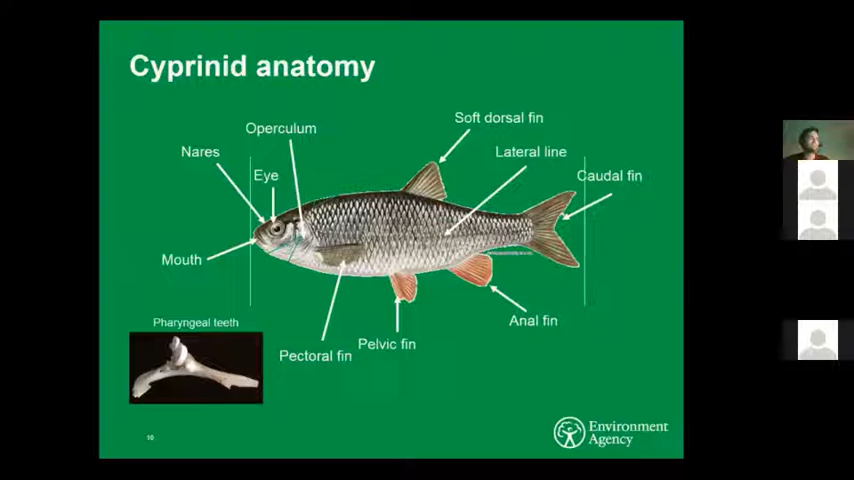 Cyprinid anatomy
Soft dorsal fin
Operculum
Nares
Lateral line
Eye
Caudal fin
Mouth
Pharyngeal teeth
Anal fin
Pelvic fin
Pectoral fin
10
Environment
Agency